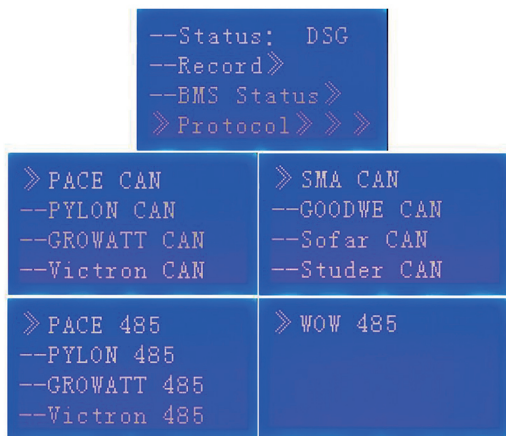 --Status: DSG
--Record》
--BMS Status》
》Protocol》》》
》PACE CAN
--PYLON CAN
--GROWATT CAN
--Victron CAN
》SMA CAN
--GOODWE CAN
--Sofar CAN
--Studer CAN
》PACE 485
--PYLON 485
--GROWATT 485
--Victron 485
》WOW 485